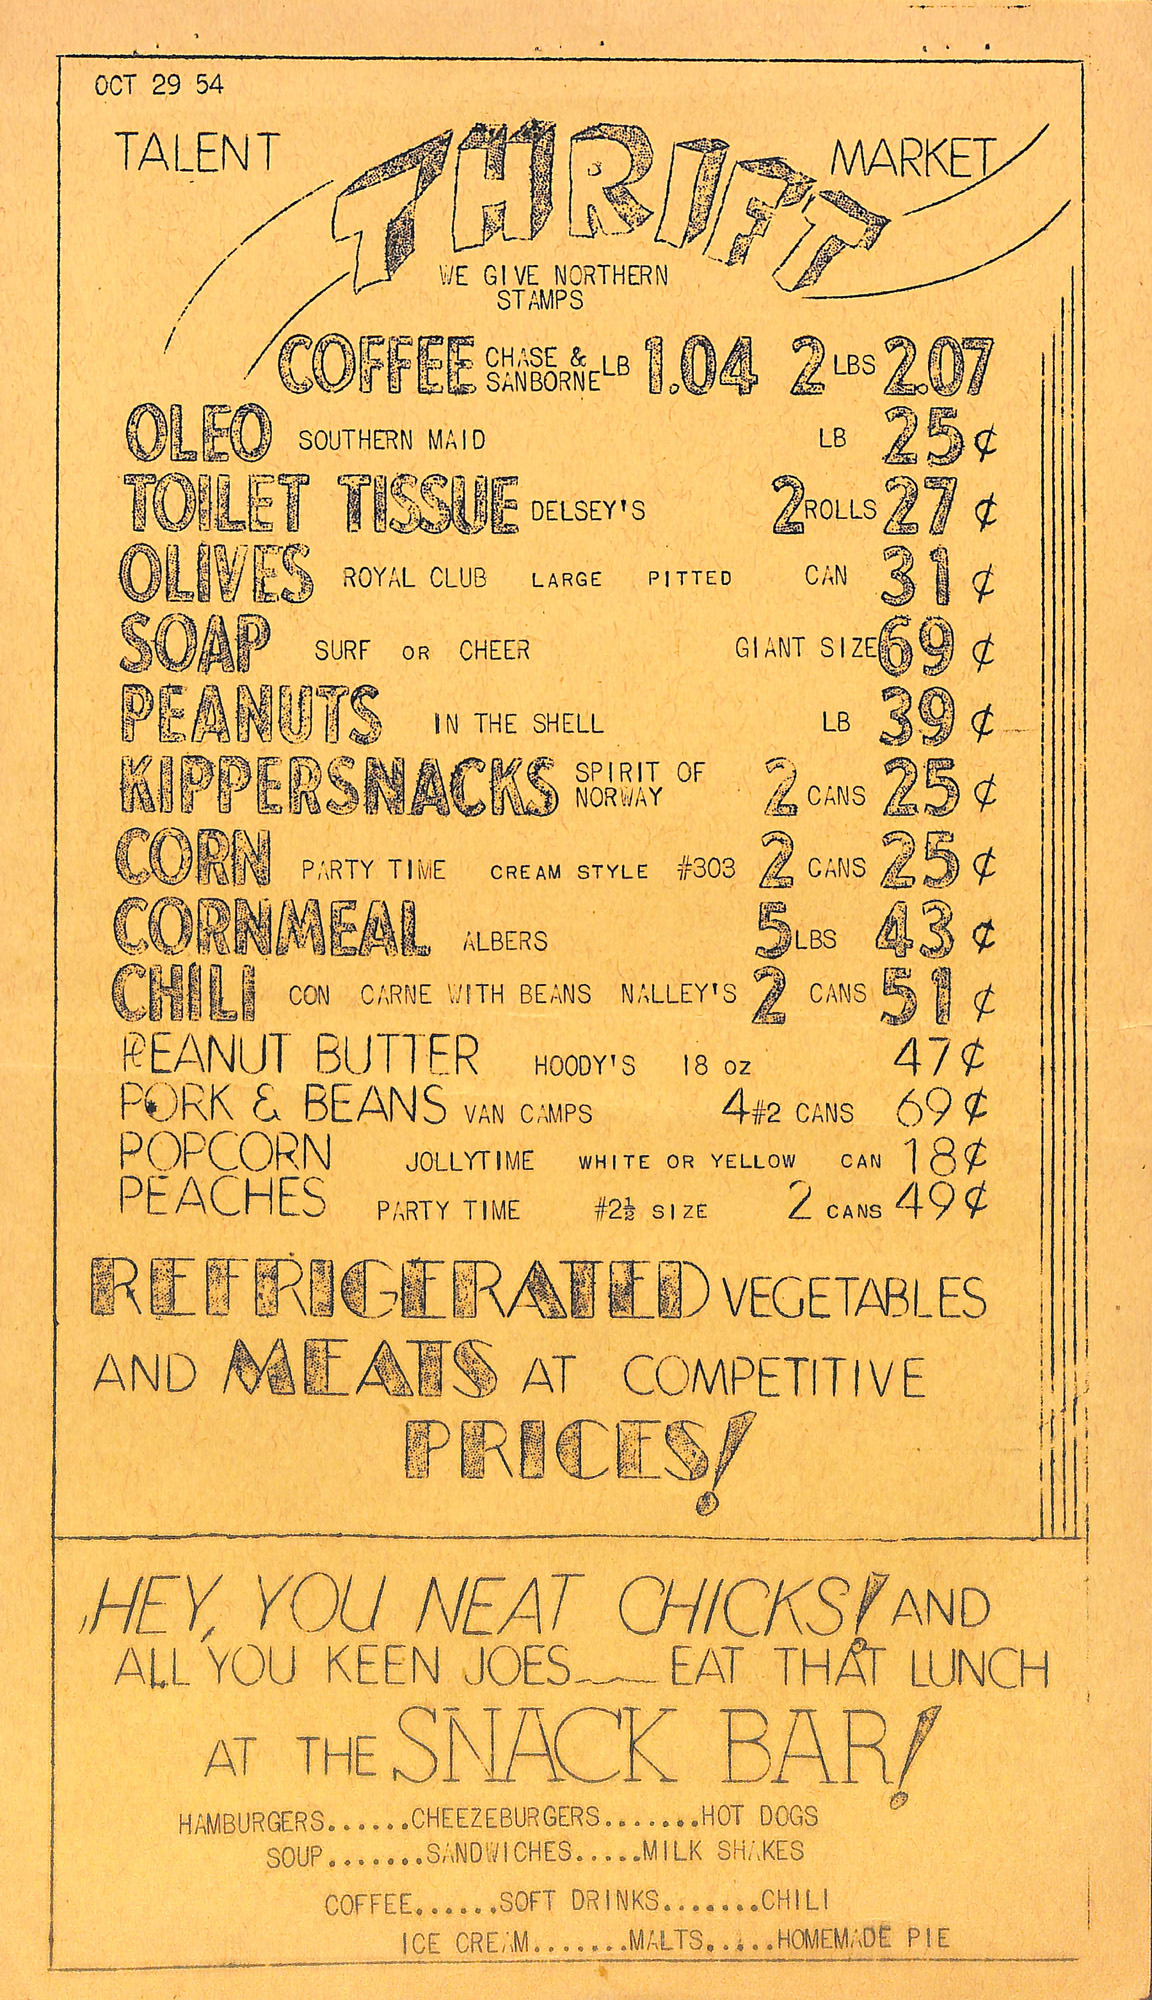 OCT 29 54
TALENT THRIFT MARKET
WE GIVE NORTHERN
STAMPS
COFFEE CHASE & SANBORNE LB 1.04 2 LBS 2.07
OLEO SOUTHERN MAID LB 25¢
TOILET TISSUE DELSEY'S 2 ROLLS 27¢
OLIVES ROYAL CLUB LARGE PITTED CAN 31¢
SOAP SURF OR CHEER GIANT SIZE 69¢
PEANUTS IN THE SHELL LB 39¢
KIPPERSNACKS SPIRIT OF NORWAY 2 CANS 25¢
CORN PARTY TIME CREAM STYLE #303 2 CANS 25¢
CORNMEAL ALBERS 5 LBS 43¢
CHILI CON CARNE WITH BEANS NALLEY'S 2 CANS 51¢
PEANUT BUTTER HOODY'S 18 OZ 47¢
PORK & BEANS VAN CAMPS 4 #2 CANS 69¢
POPCORN JOLLYTIME WHITE OR YELLOW CAN 18¢
PEACHES PARTY TIME #2½ SIZE 2 CANS 49¢
REFRIGERATED VEGETABLES
AND MEATS AT COMPETITIVE
PRICES!
HEY, YOU NEAT CHICKS! AND
ALL YOU KEEN JOES___EAT THAT LUNCH
AT THE SNACK BAR!
HAMBURGERS......CHEEZEBURGERS.......HOT DOGS
SOUP.......SANDWICHES.....MILK SHAKES
COFFEE......SOFT DRINKS.......CHILI
ICE CREAM.......MALTS.....HOMEMADE PIE